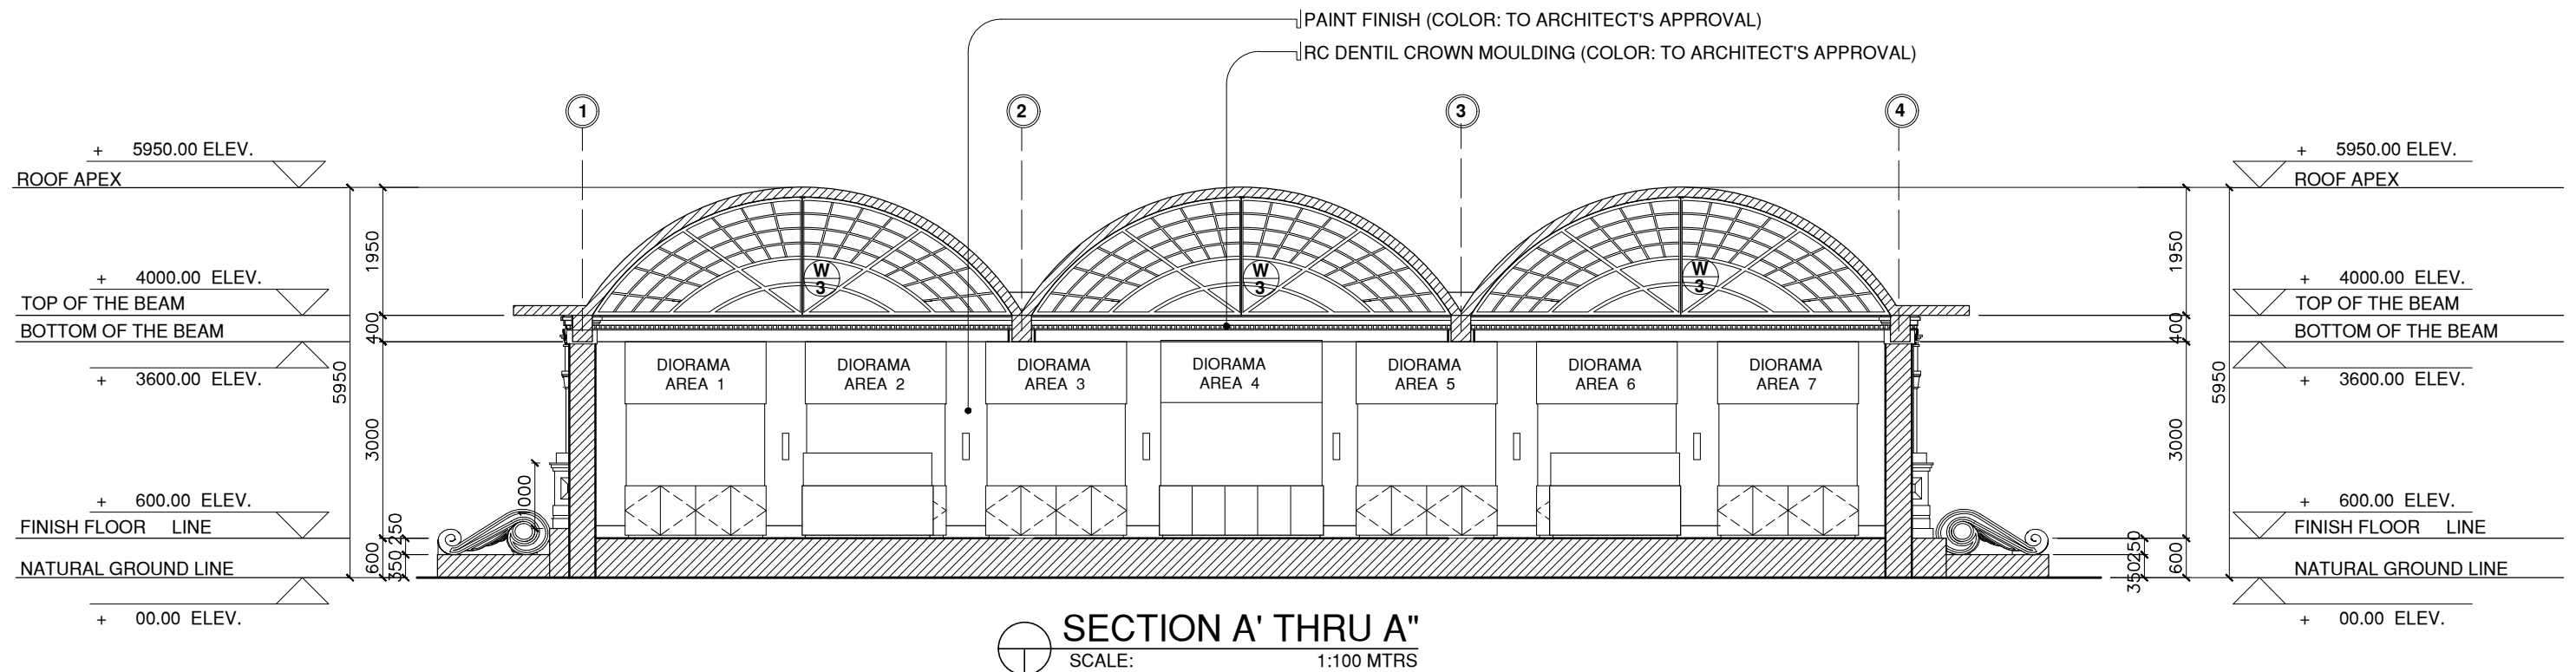 PAINT FINISH (COLOR: TO ARCHITECT'S APPROVAL)
RC DENTIL CROWN MOULDING (COLOR: TO ARCHITECT'S APPROVAL)
1
2
3
4
+ 5950.00 ELEV.
ROOF APEX
+ 4000.00 ELEV.
TOP OF THE BEAM
BOTTOM OF THE BEAM
+ 3600.00 ELEV.
+ 600.00 ELEV.
FINISH FLOOR LINE
NATURAL GROUND LINE
+ 00.00 ELEV.
5950
1950
400
3000
600
250
350
W
3
W
3
W
3
DIORAMA
AREA 1
DIORAMA
AREA 2
DIORAMA
AREA 3
DIORAMA
AREA 4
DIORAMA
AREA 5
DIORAMA
AREA 6
DIORAMA
AREA 7
1950
400
3000
600
250
350
5950
+ 5950.00 ELEV.
ROOF APEX
+ 4000.00 ELEV.
TOP OF THE BEAM
BOTTOM OF THE BEAM
+ 3600.00 ELEV.
+ 600.00 ELEV.
FINISH FLOOR LINE
NATURAL GROUND LINE
+ 00.00 ELEV.
SECTION A' THRU A"
SCALE: 1:100 MTRS